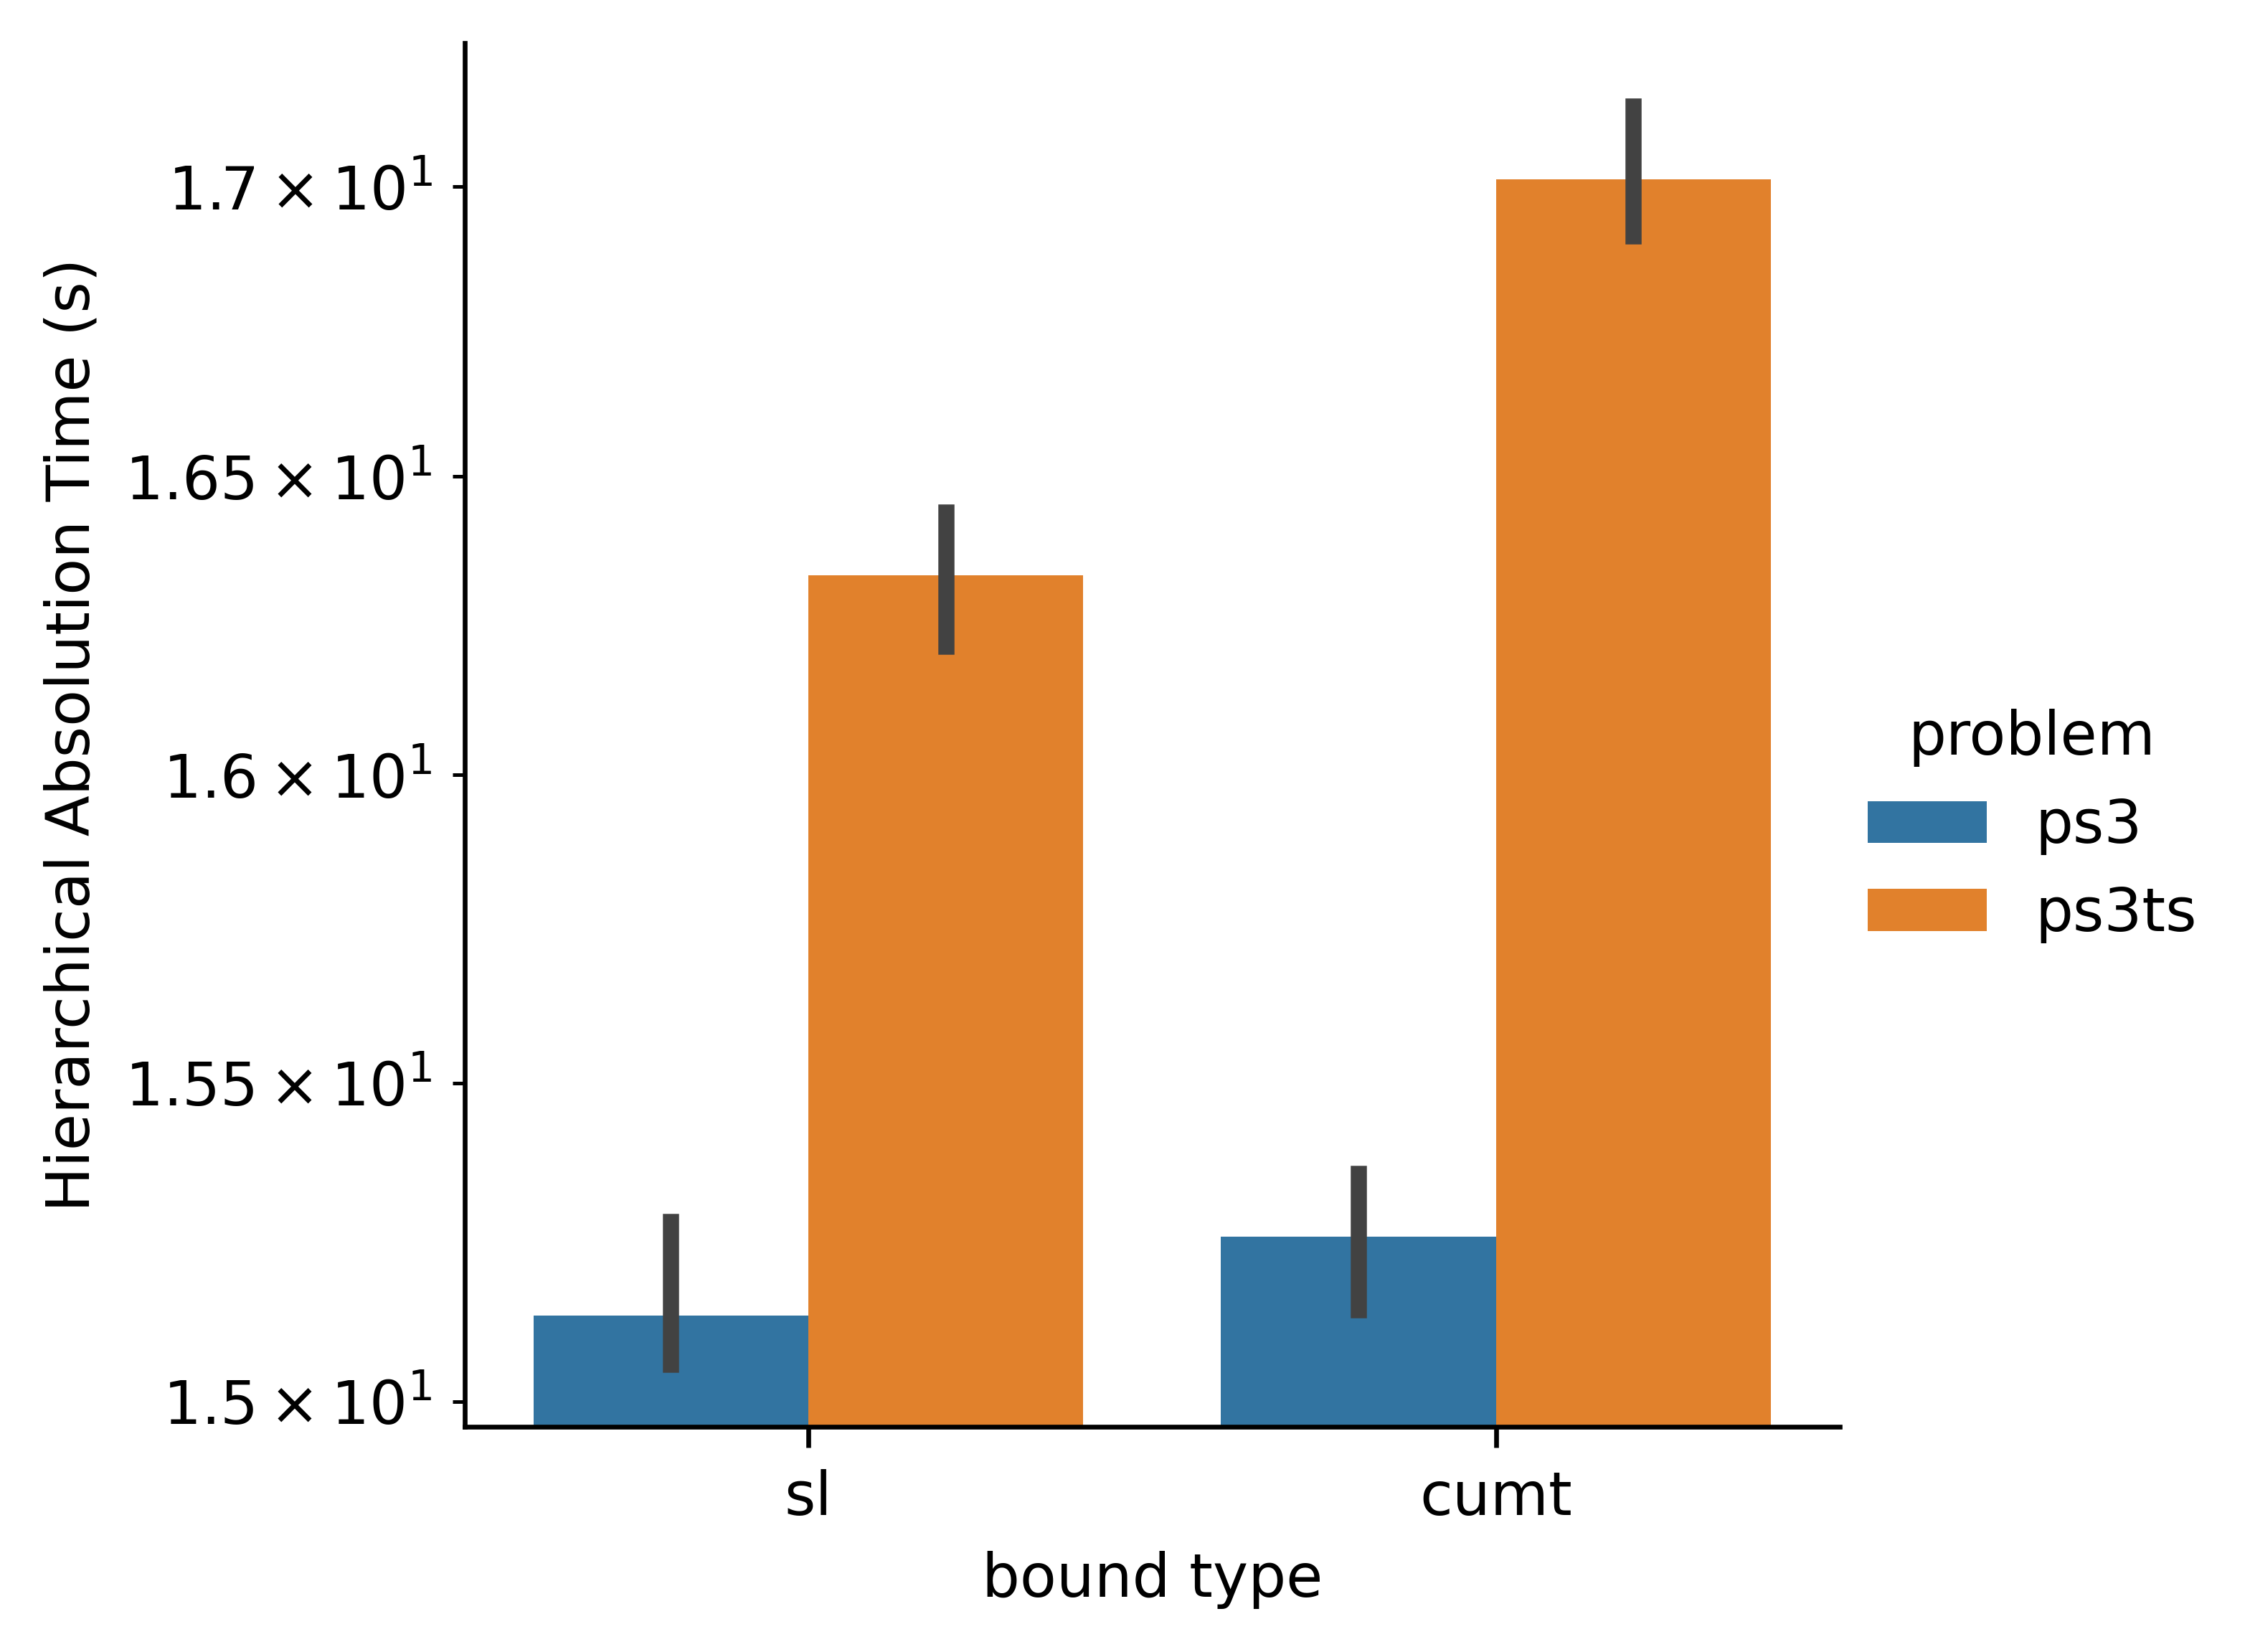 Hierarchical Absolution Time (s)
1.7 × 10¹
1.65 × 10¹
1.6 × 10¹
1.55 × 10¹
1.5 × 10¹
sl
cumt
bound type
problem
ps3
ps3ts